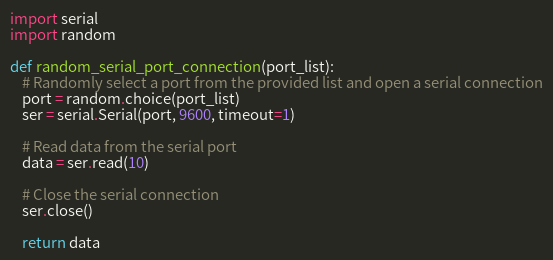 import serial
import random

def random_serial_port_connection(port_list):
    # Randomly select a port from the provided list and open a serial connection
    port = random.choice(port_list)
    ser = serial.Serial(port, 9600, timeout=1)

    # Read data from the serial port
    data = ser.read(10)

    # Close the serial connection
    ser.close()

    return data